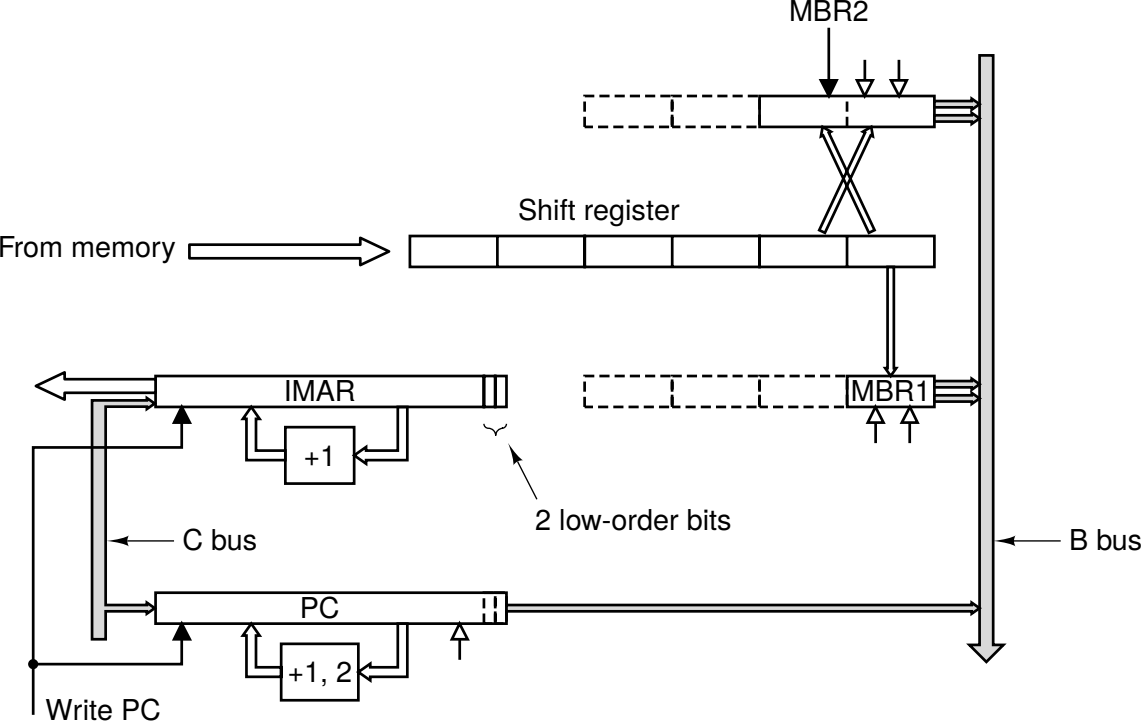 MBR2
Shift register
From memory
IMAR
MBR1
+1
2 low-order bits
C bus
B bus
PC
+1, 2
Write PC